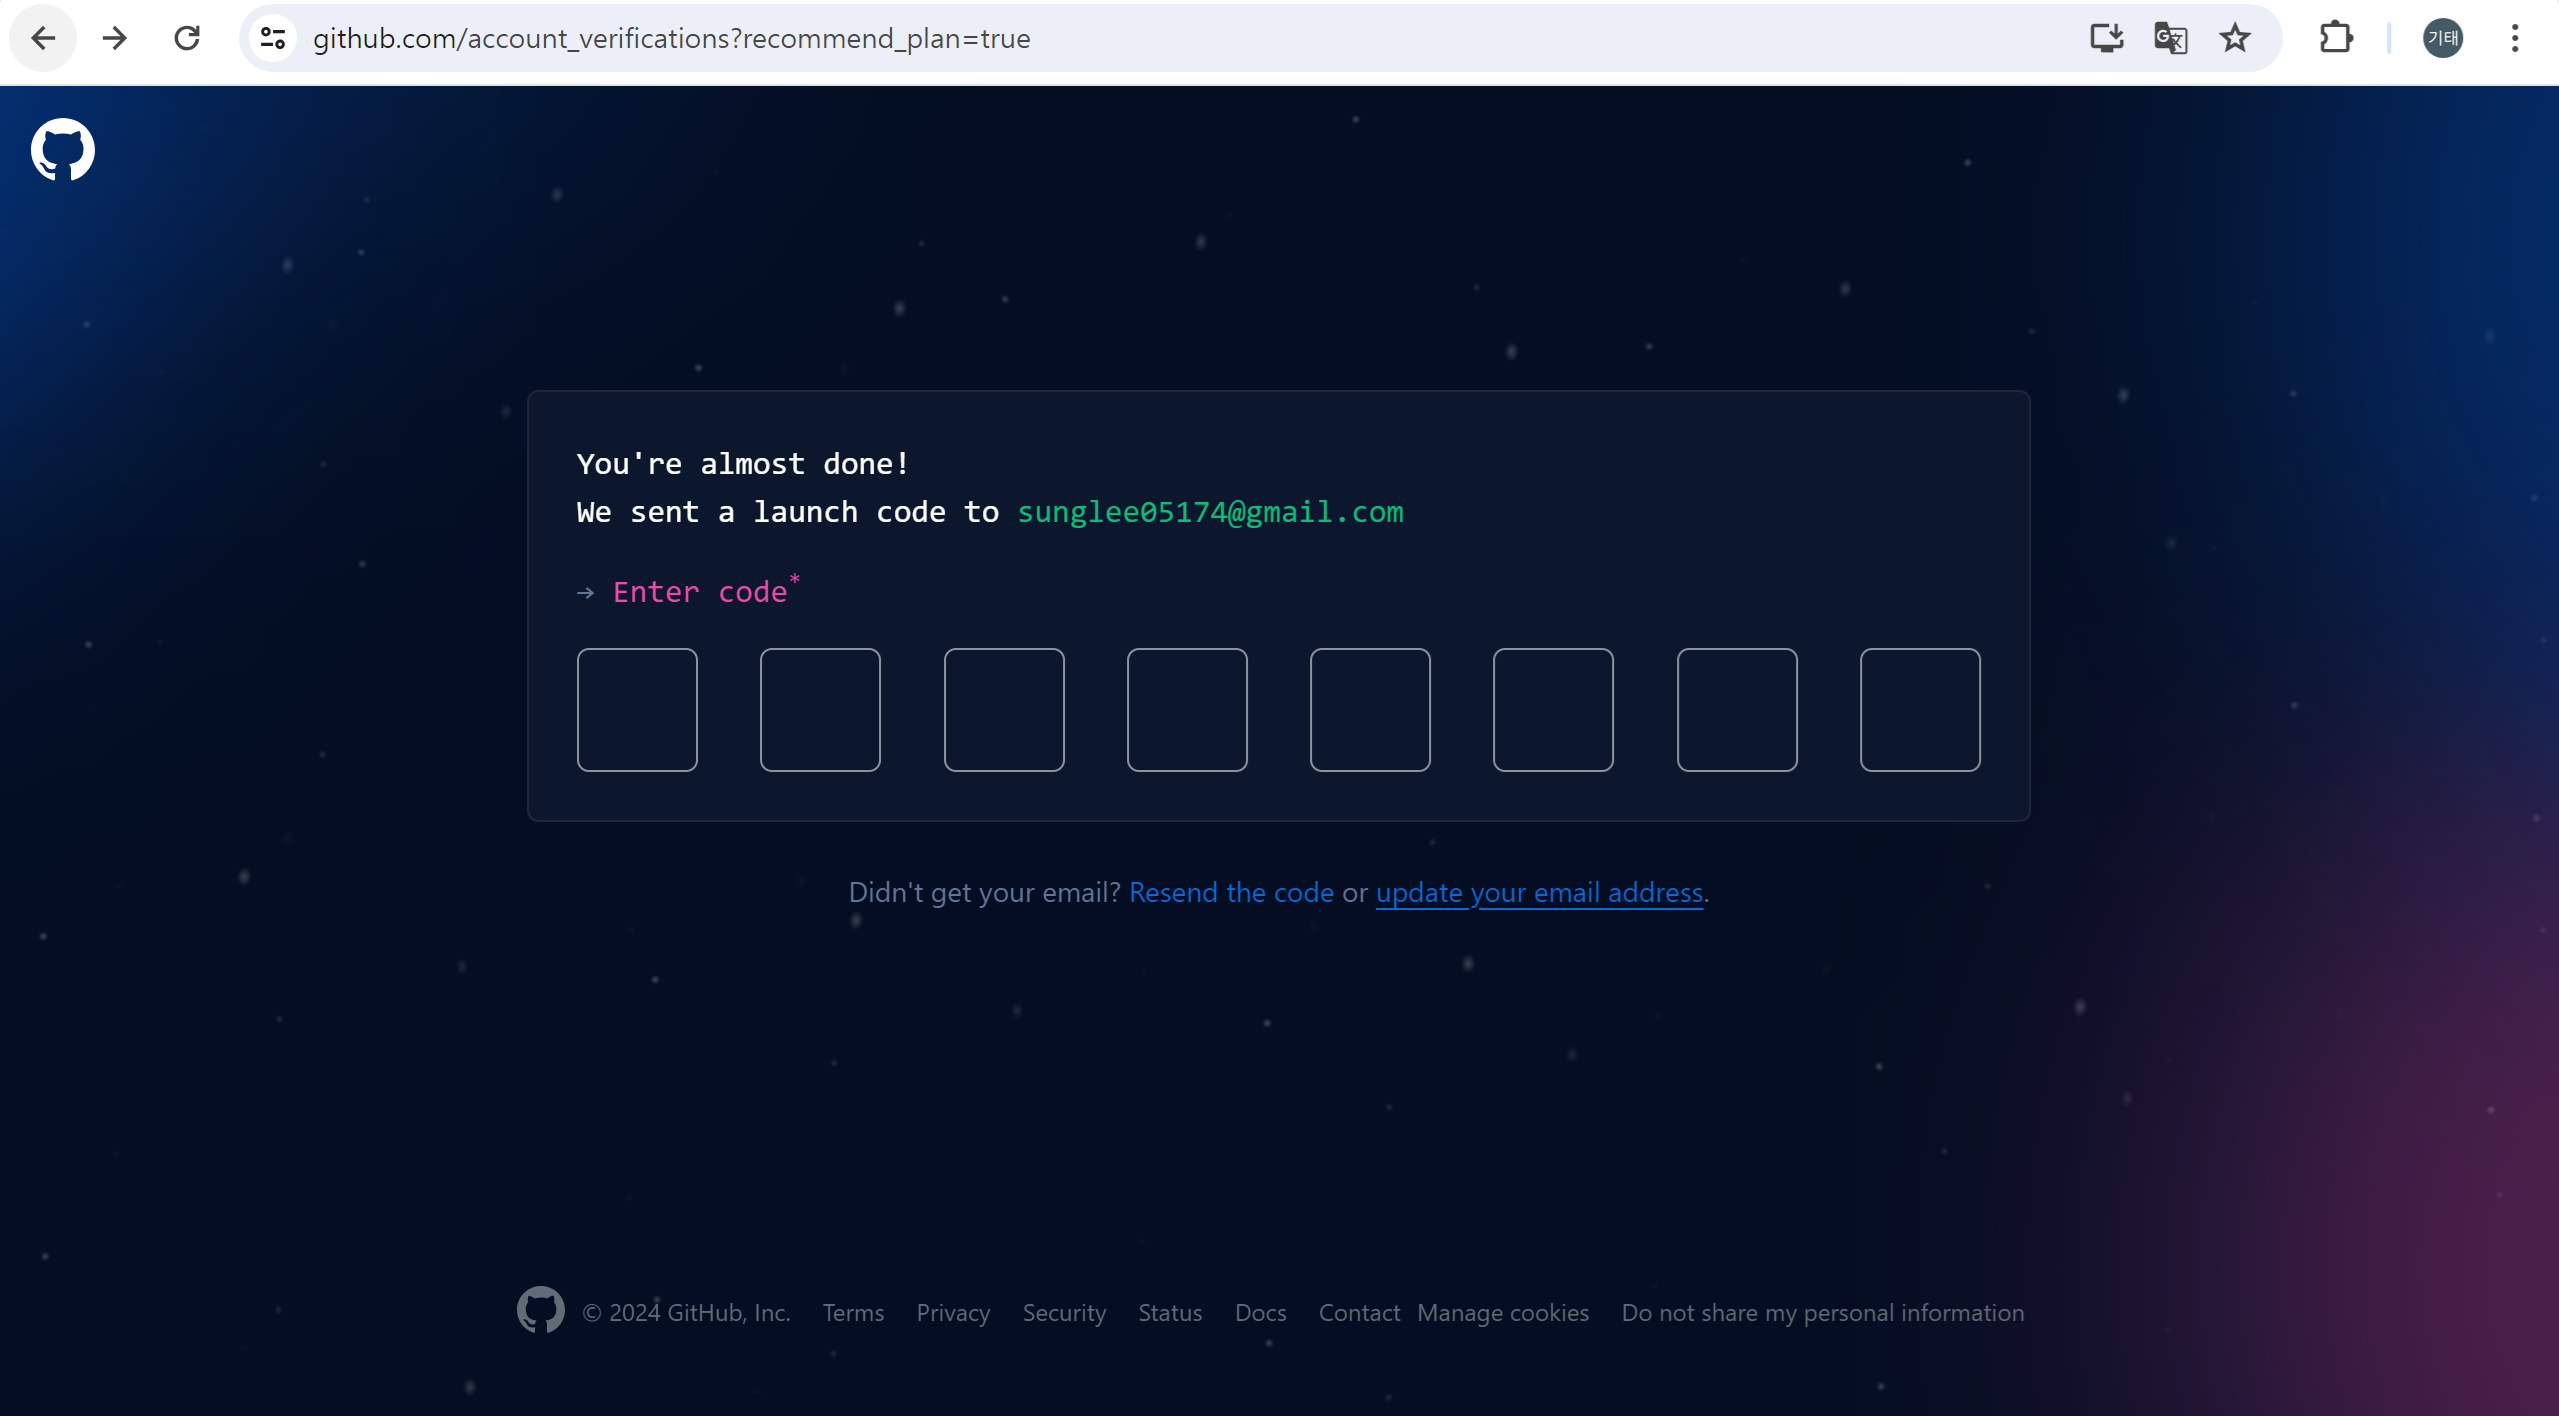 github.com/account_verifications?recommend_plan=true
기태
You're almost done!
We sent a launch code to sunglee05174@gmail.com
→ Enter code*
Didn't get your email? Resend the code or update your email address.
© 2024 GitHub, Inc. Terms Privacy Security Status Docs Contact Manage cookies Do not share my personal information